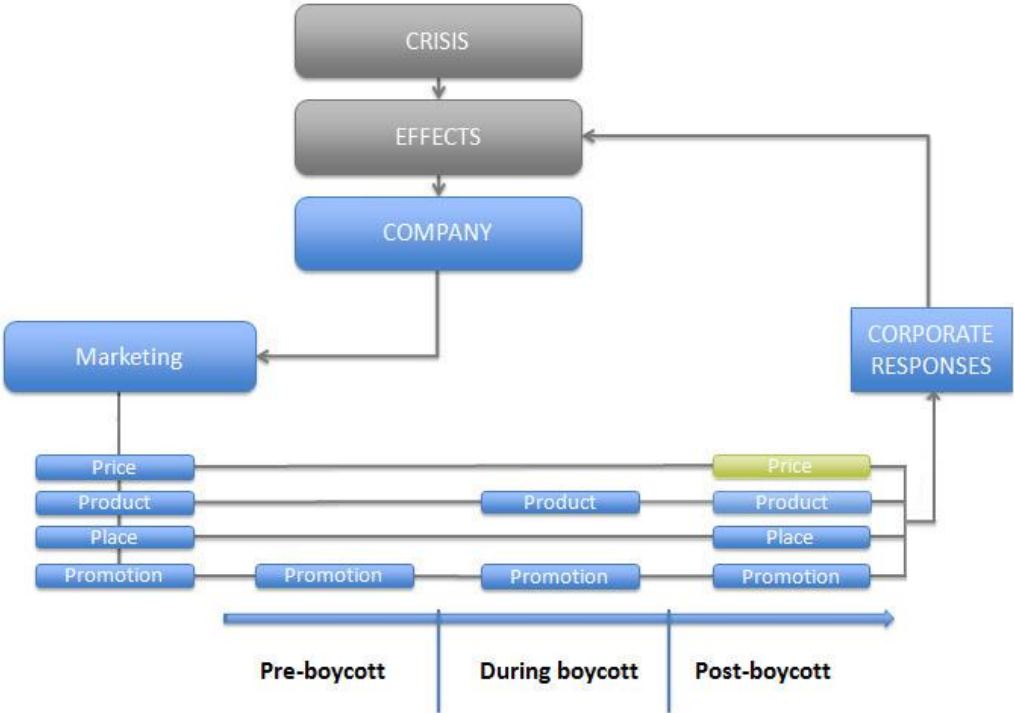 CRISIS
EFFECTS
COMPANY
Marketing
CORPORATE
RESPONSES
Price
Price
Product
Product
Product
Place
Place
Promotion
Promotion
Promotion
Promotion
Pre-boycott
During boycott
Post-boycott